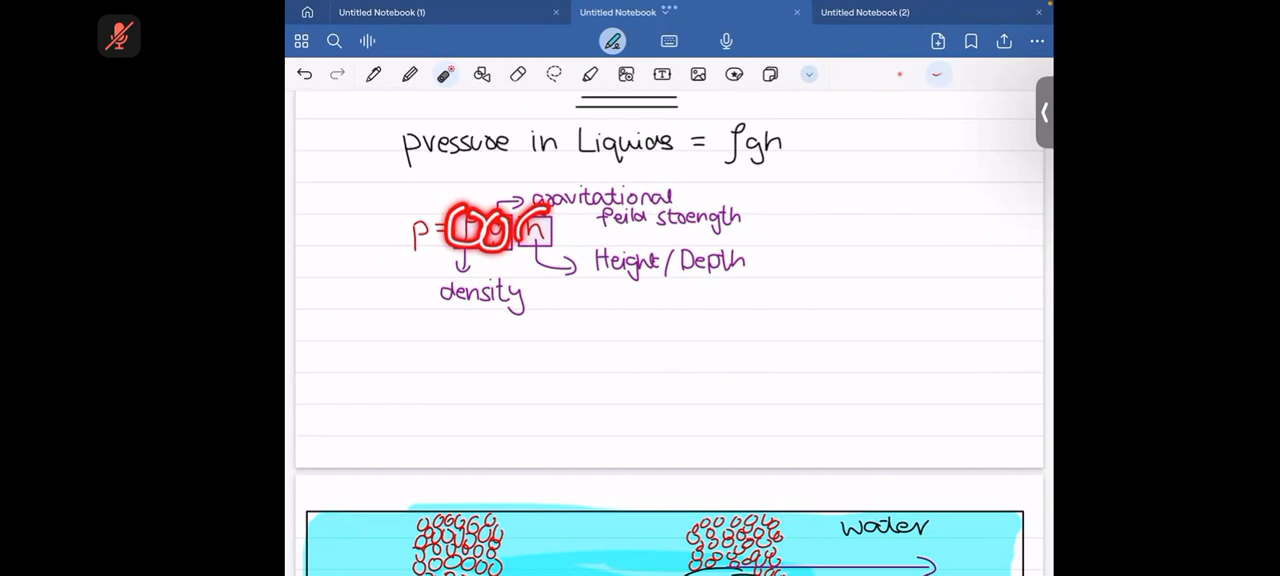 Untitled Notebook (1)
Untitled Notebook
Untitled Notebook (2)
pressure in Liquids = ρgh
gravitational
feild strength
p = ρgh
Height/Depth
density
water